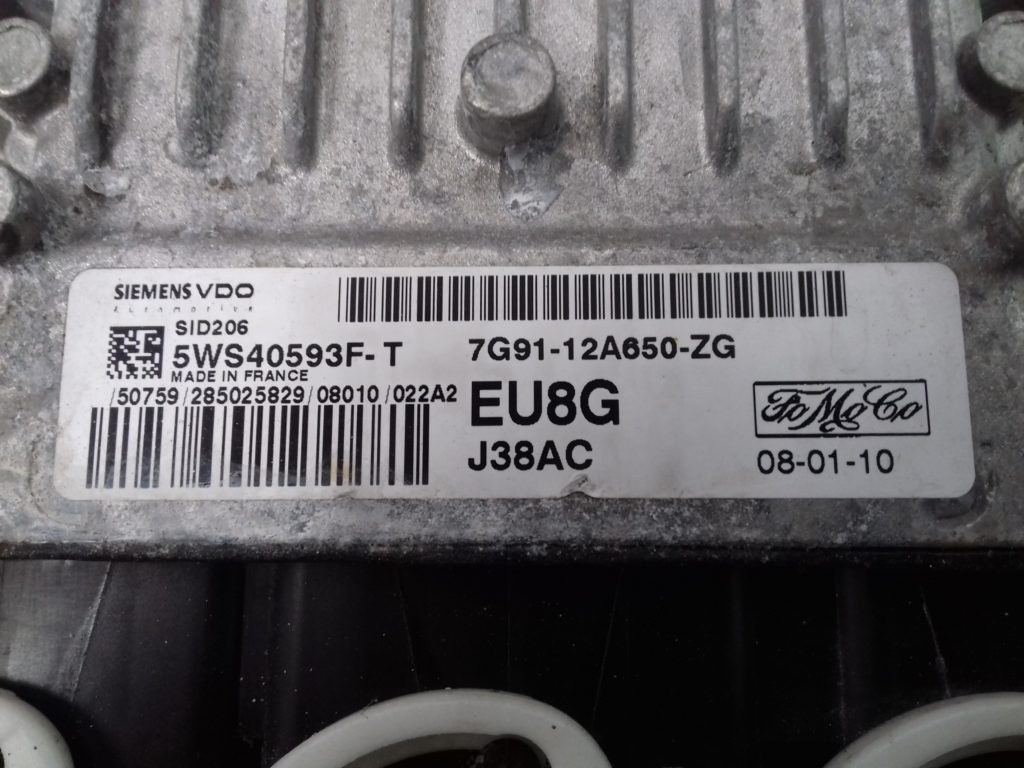 SIEMENS VDO
Automotive
SID206
5WS40593F-T
MADE IN FRANCE
/50759/285025829/08010/022A2
7G91-12A650-ZG
EU8G
J38AC
FoMoCo
08-01-10